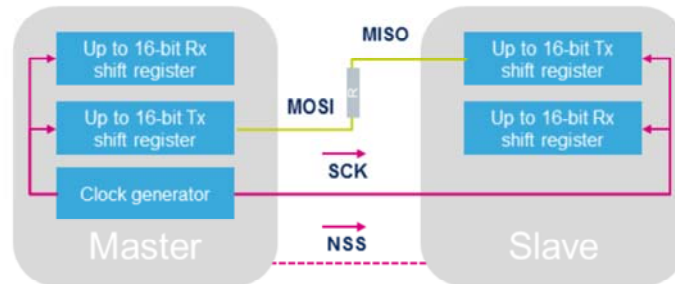 Up to 16-bit Rx
shift register
Up to 16-bit Tx
shift register
Clock generator
Master
MISO
MOSI
R
SCK
NSS
Up to 16-bit Tx
shift register
Up to 16-bit Rx
shift register
Slave